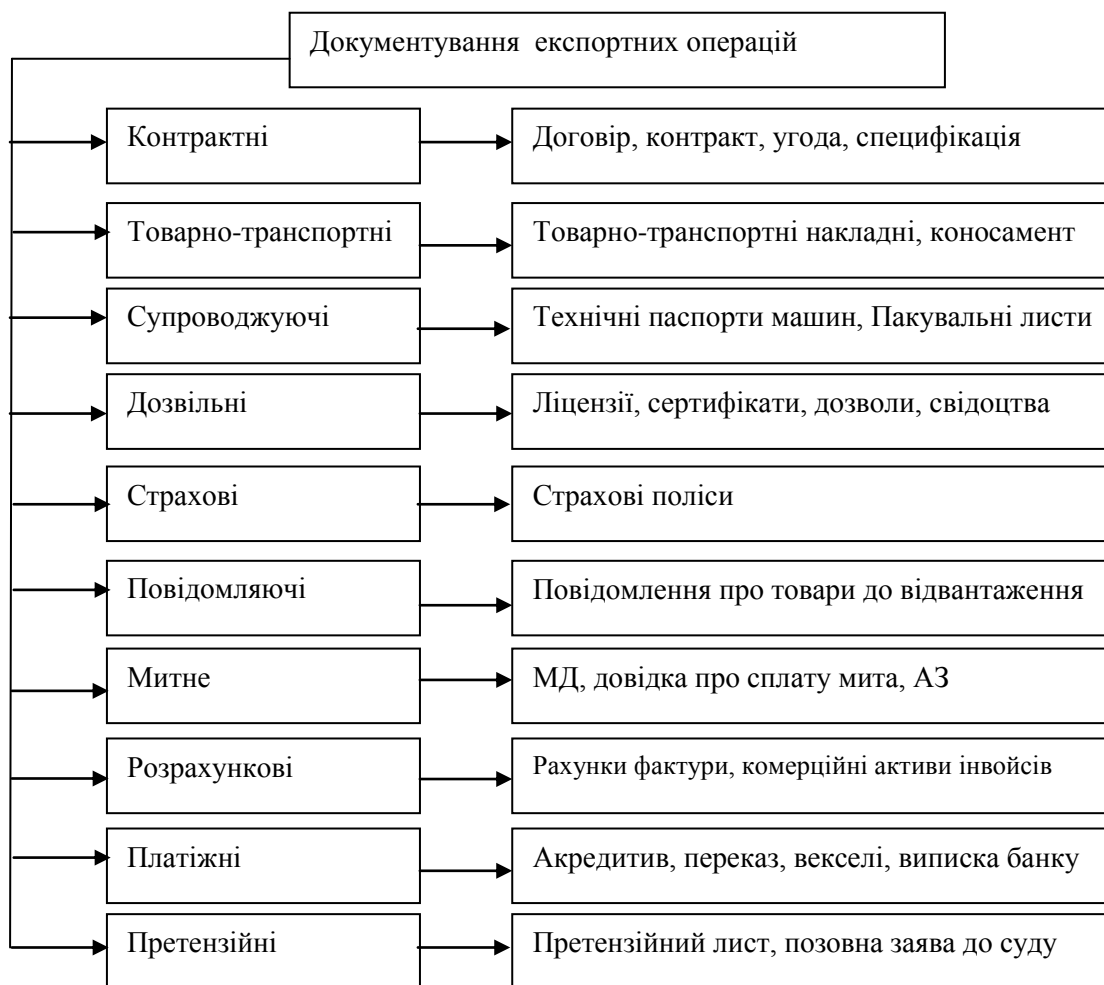 Документування експортних операцій
Контрактні
Договір, контракт, угода, специфікація
Товарно-транспортні
Товарно-транспортні накладні, коносамент
Супроводжуючі
Технічні паспорти машин, Пакувальні листи
Дозвільні
Ліцензії, сертифікати, дозволи, свідоцтва
Страхові
Страхові поліси
Повідомляючі
Повідомлення про товари до відвантаження
Митне
МД, довідка про сплату мита, АЗ
Розрахункові
Рахунки фактури, комерційні активи інвойсів
Платіжні
Акредитив, переказ, векселі, виписка банку
Претензійні
Претензійний лист, позовна заява до суду